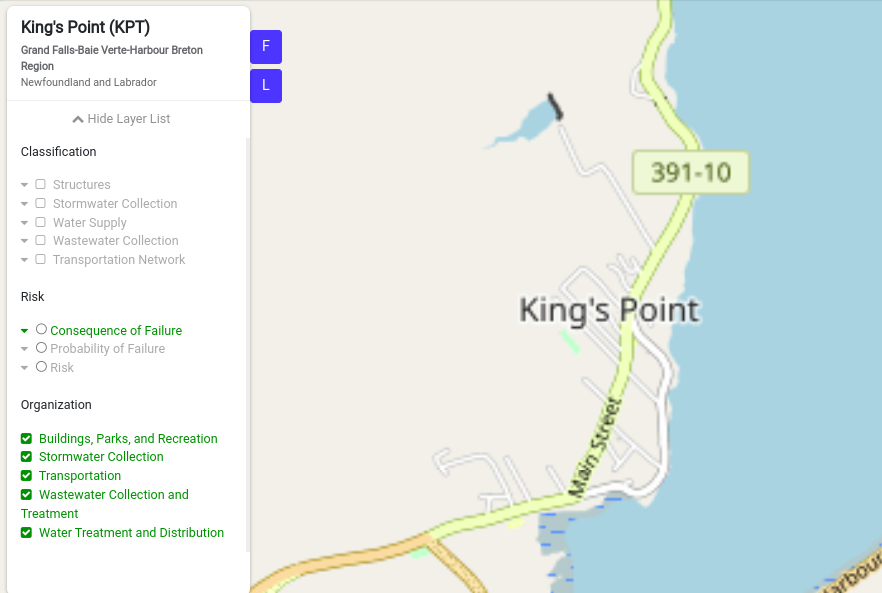 King's Point (KPT)
Grand Falls-Baie Verte-Harbour Breton
Region
Newfoundland and Labrador
Hide Layer List
Classification
Structures
Stormwater Collection
Water Supply
Wastewater Collection
Transportation Network
Risk
Consequence of Failure
Probability of Failure
Risk
Organization
Buildings, Parks, and Recreation
Stormwater Collection
Transportation
Wastewater Collection and
Treatment
Water Treatment and Distribution
F
L
391-10
King's Point
Main Street